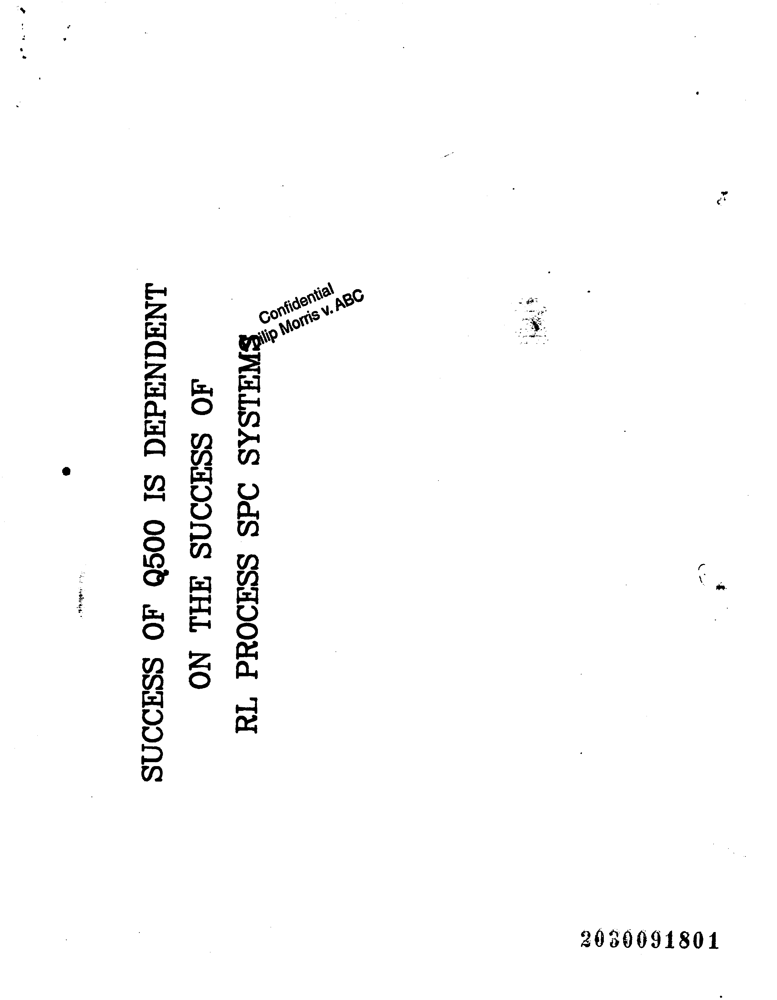 SUCCESS OF Q500 IS DEPENDENT
ON THE SUCCESS OF
RL PROCESS SPC SYSTEMS
Confidential
Philip Morris v. ABC
2030091801